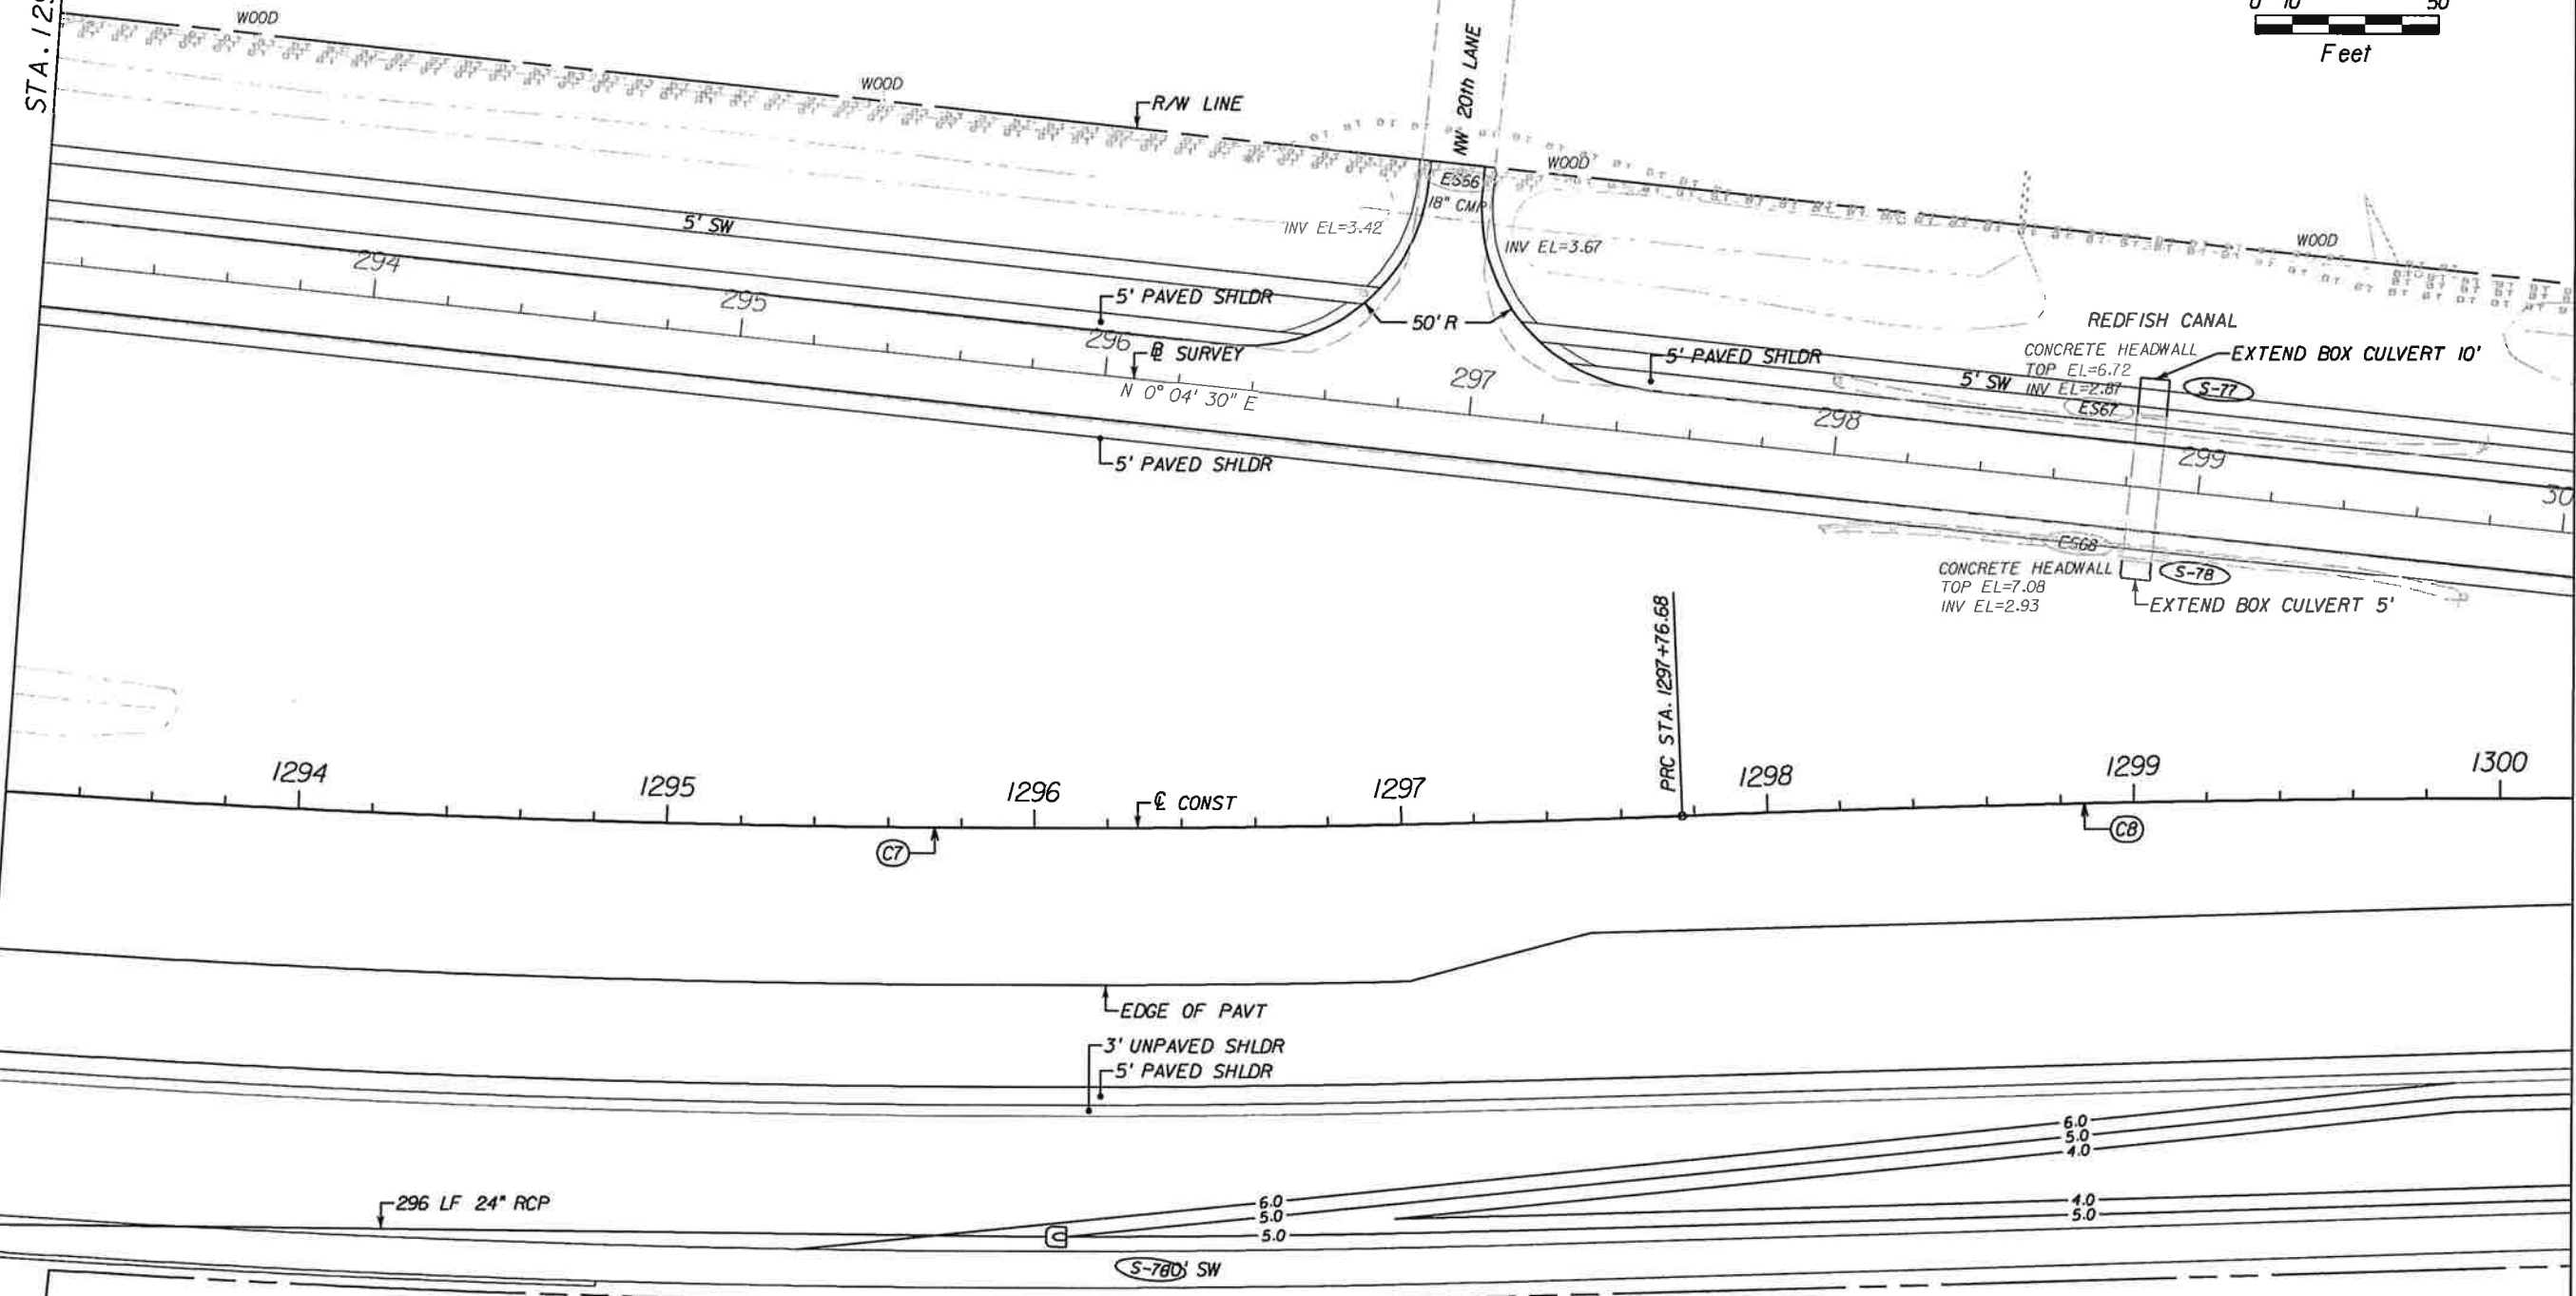 STA. 129
WOOD
0 10 50
Feet
WOOD
R/W LINE
NW 20th LANE
WOOD
ES56
18" CMP
INV EL=3.42
INV EL=3.67
WOOD
5' SW
294
295
296
297
298
299
30
5' PAVED SHLDR
50' R
℄ SURVEY
N 0° 04' 30" E
5' PAVED SHLDR
5' PAVED SHLDR
REDFISH CANAL
CONCRETE HEADWALL
TOP EL=6.72
INV EL=2.87
EXTEND BOX CULVERT 10'
5' SW
S-77
ES67
ES68
CONCRETE HEADWALL
TOP EL=7.08
INV EL=2.93
S-78
EXTEND BOX CULVERT 5'
PRC STA. 1297+76.68
1294
1295
1296
1297
1298
1299
1300
℄ CONST
C7
C8
EDGE OF PAVT
3' UNPAVED SHLDR
5' PAVED SHLDR
6.0
5.0
4.0
296 LF 24" RCP
6.0
5.0
5.0
4.0
5.0
SW